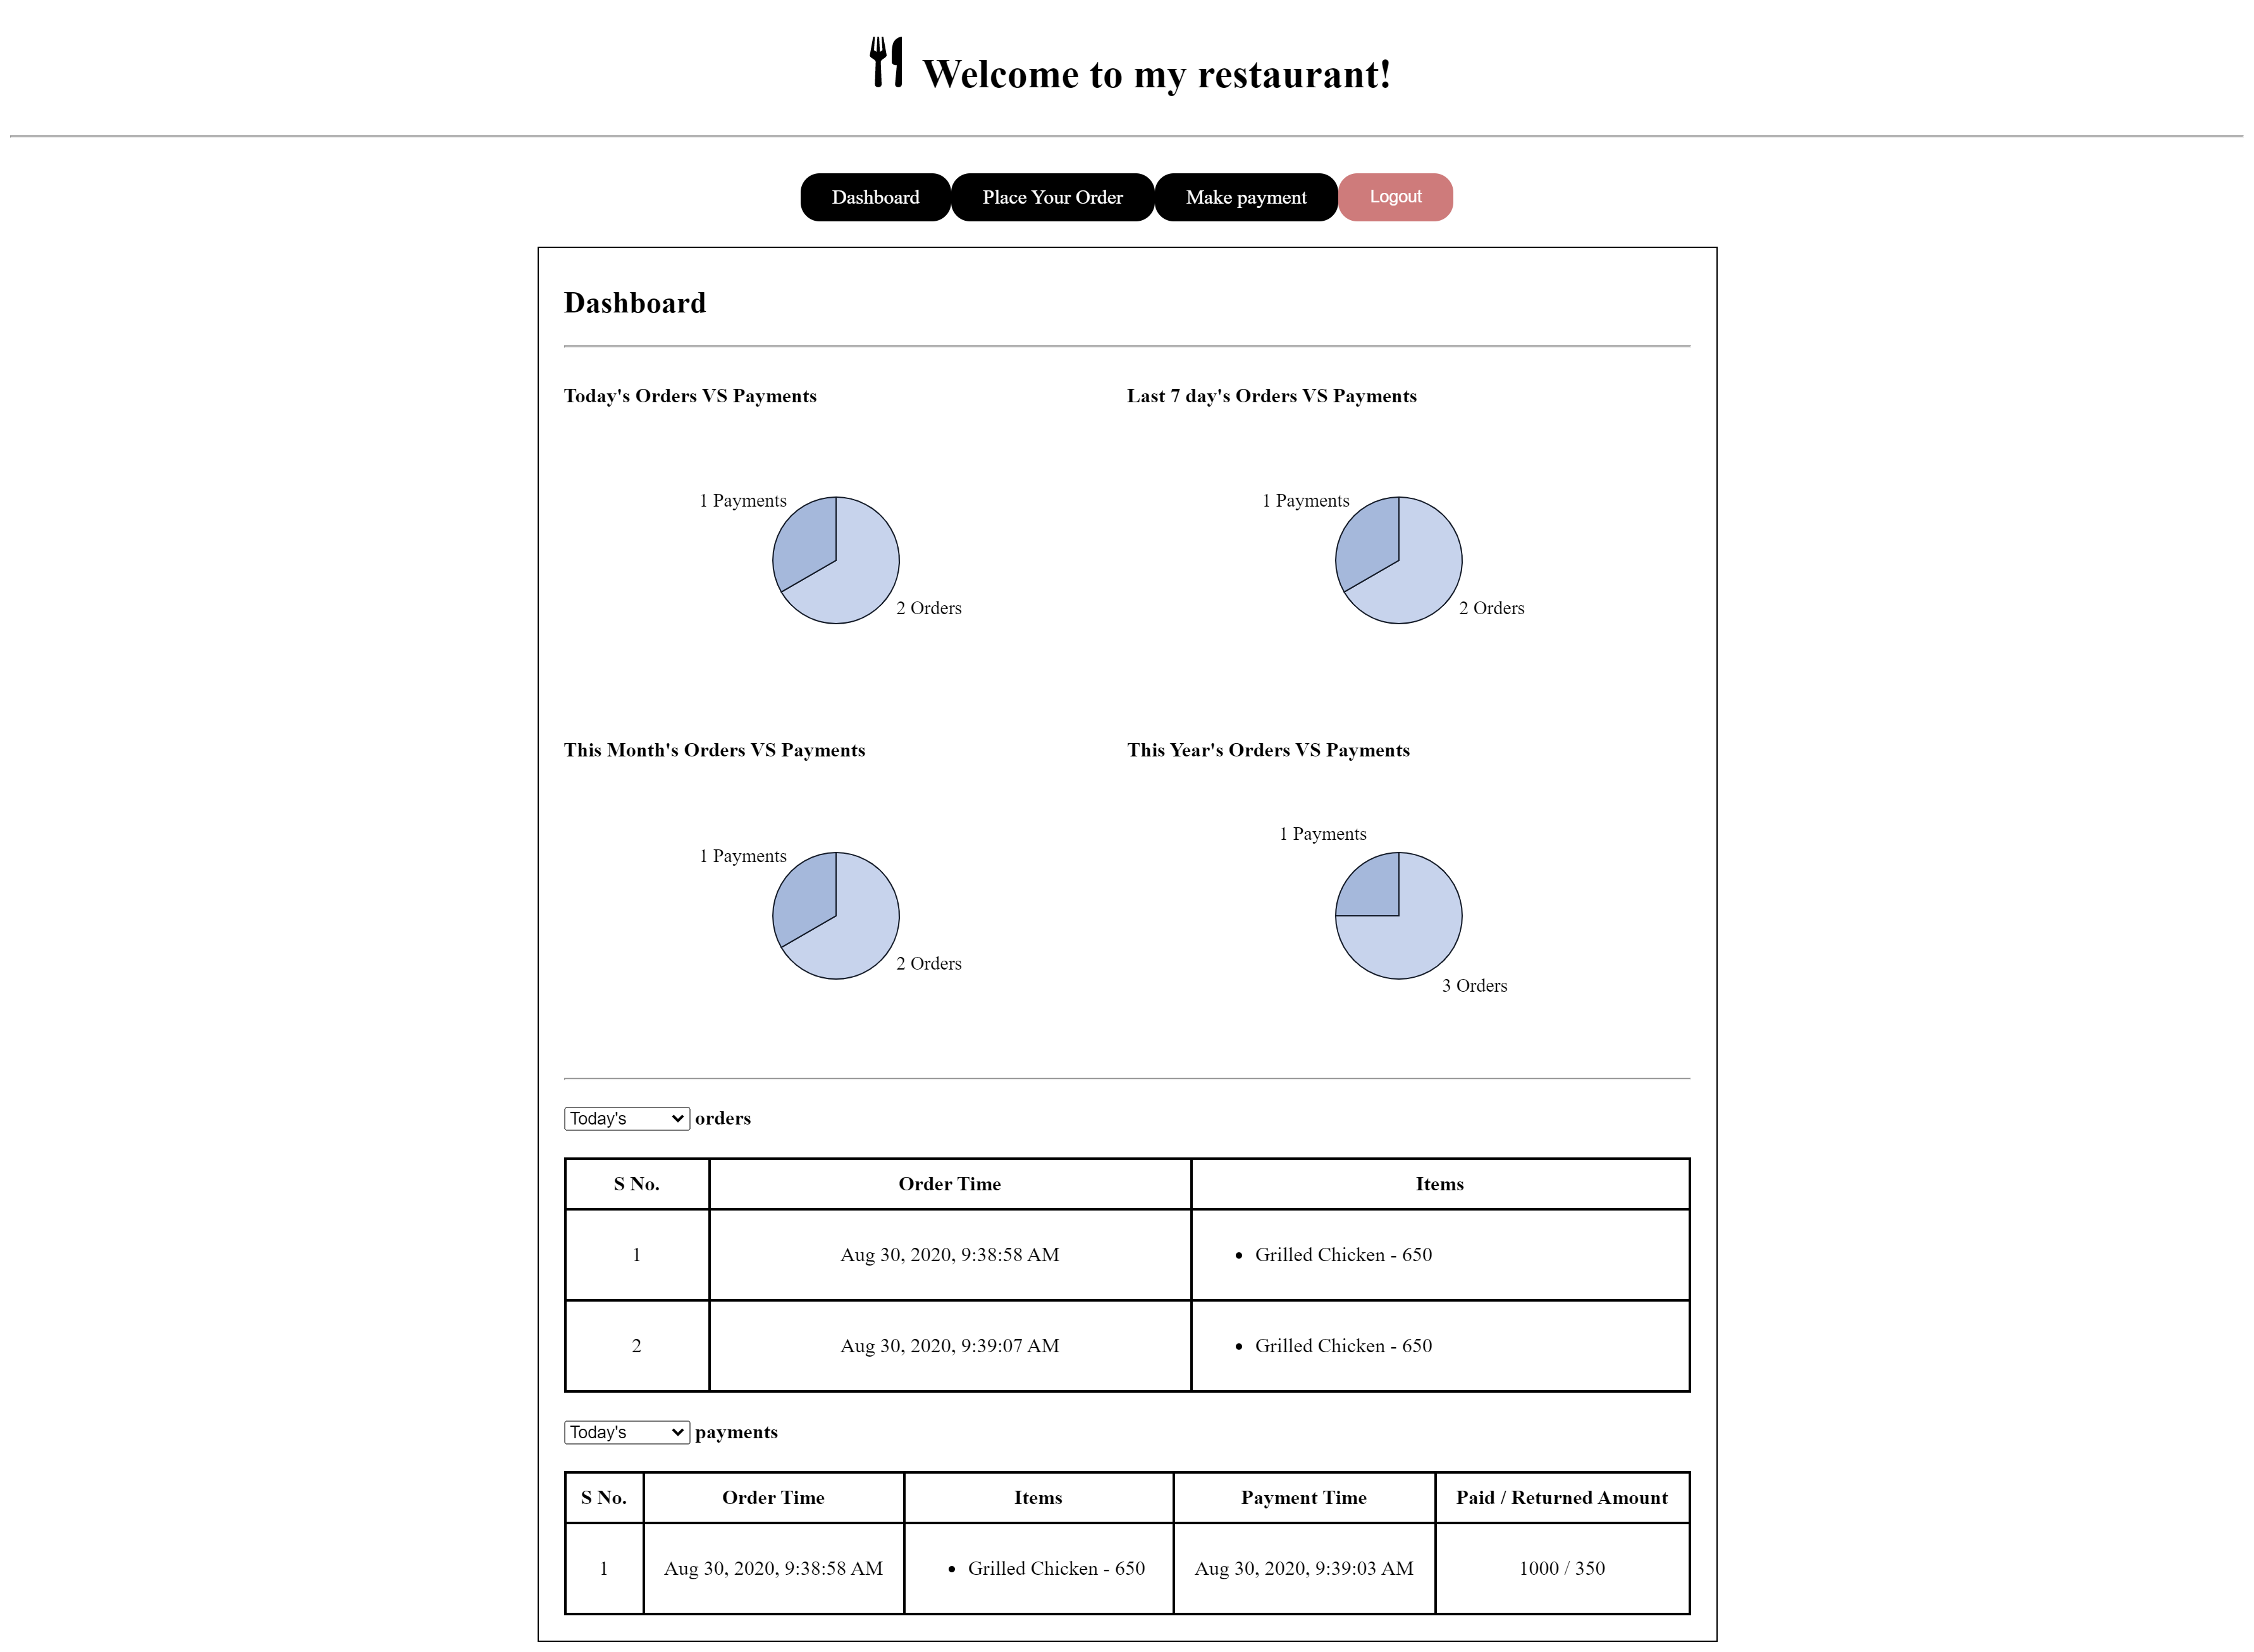 Welcome to my restaurant!
Dashboard Place Your Order Make payment Logout
Dashboard
Today's Orders VS Payments
1 Payments
2 Orders
Last 7 day's Orders VS Payments
1 Payments
2 Orders
This Month's Orders VS Payments
1 Payments
2 Orders
This Year's Orders VS Payments
1 Payments
3 Orders
Today's orders
S No. Order Time Items
1 Aug 30, 2020, 9:38:58 AM • Grilled Chicken - 650
2 Aug 30, 2020, 9:39:07 AM • Grilled Chicken - 650
Today's payments
S No. Order Time Items Payment Time Paid / Returned Amount
1 Aug 30, 2020, 9:38:58 AM • Grilled Chicken - 650 Aug 30, 2020, 9:39:03 AM 1000 / 350